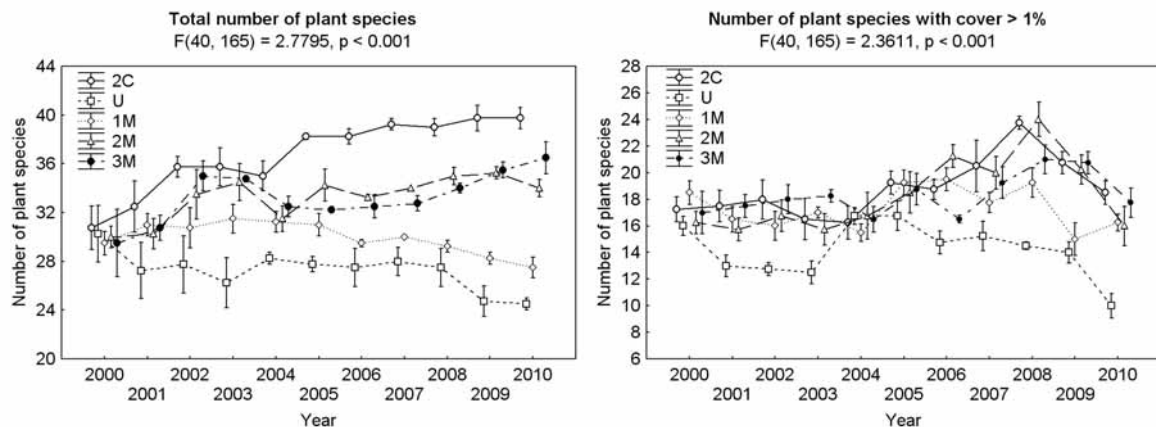 Total number of plant species
F(40, 165) = 2.7795, p < 0.001
Number of plant species
44
40
36
32
28
24
20
2C
U
1M
2M
3M
2000 2002 2003 2004 2006 2008 2010
2001 2003 2005 2007 2009
Year
Number of plant species with cover > 1%
F(40, 165) = 2.3611, p < 0.001
Number of plant species
28
26
24
22
20
18
16
14
12
10
8
6
2C
U
1M
2M
3M
2000 2002 2004 2006 2008 2010
2001 2003 2005 2007 2009
Year